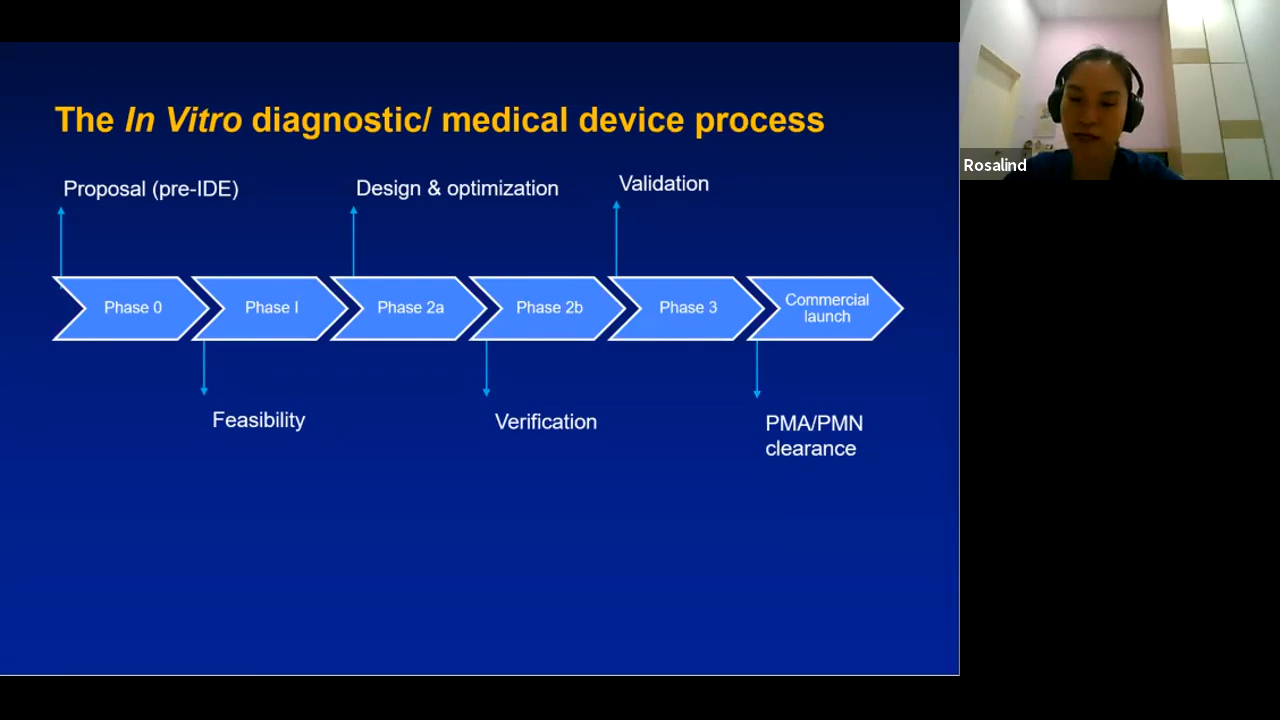 The In Vitro diagnostic/ medical device process
Proposal (pre-IDE)
Design & optimization
Validation
Phase 0
Phase I
Phase 2a
Phase 2b
Phase 3
Commercial
launch
Feasibility
Verification
PMA/PMN
clearance
Rosalind